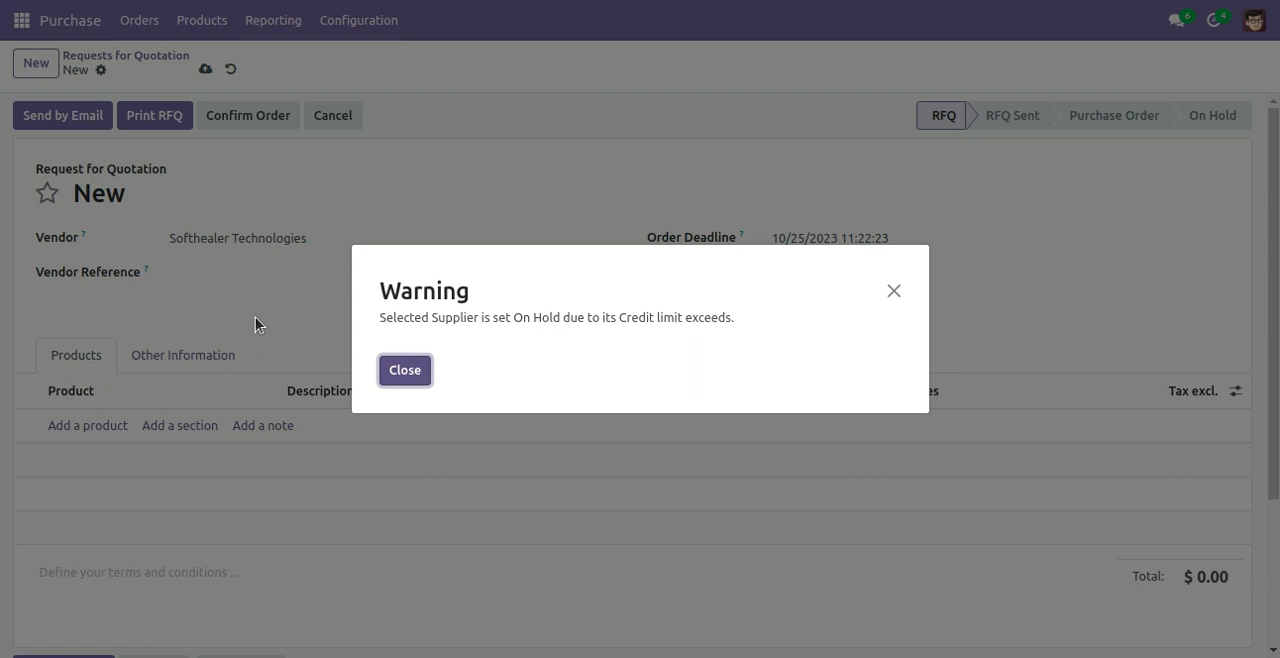 Purchase Orders Products Reporting Configuration 6 4
New Requests for Quotation
New
Send by Email Print RFQ Confirm Order Cancel RFQ RFQ Sent Purchase Order On Hold
Request for Quotation
New
Vendor ? Softhealer Technologies Order Deadline ? 10/25/2023 11:22:23
Vendor Reference ?
Warning
Selected Supplier is set On Hold due to its Credit limit exceeds.
Close
Products Other Information
Product Description Tax excl.
Add a product Add a section Add a note
Define your terms and conditions ...
Total: $ 0.00